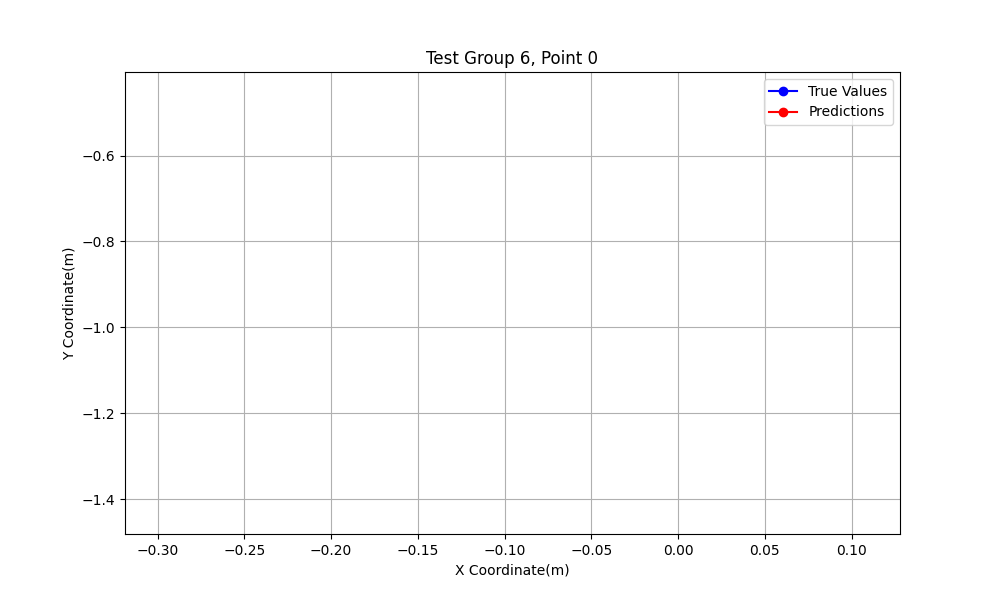 Test Group 6, Point 0
True Values
Predictions
Y Coordinate(m)
−0.6
−0.8
−1.0
−1.2
−1.4
−0.30 −0.25 −0.20 −0.15 −0.10 −0.05 0.00 0.05 0.10
X Coordinate(m)